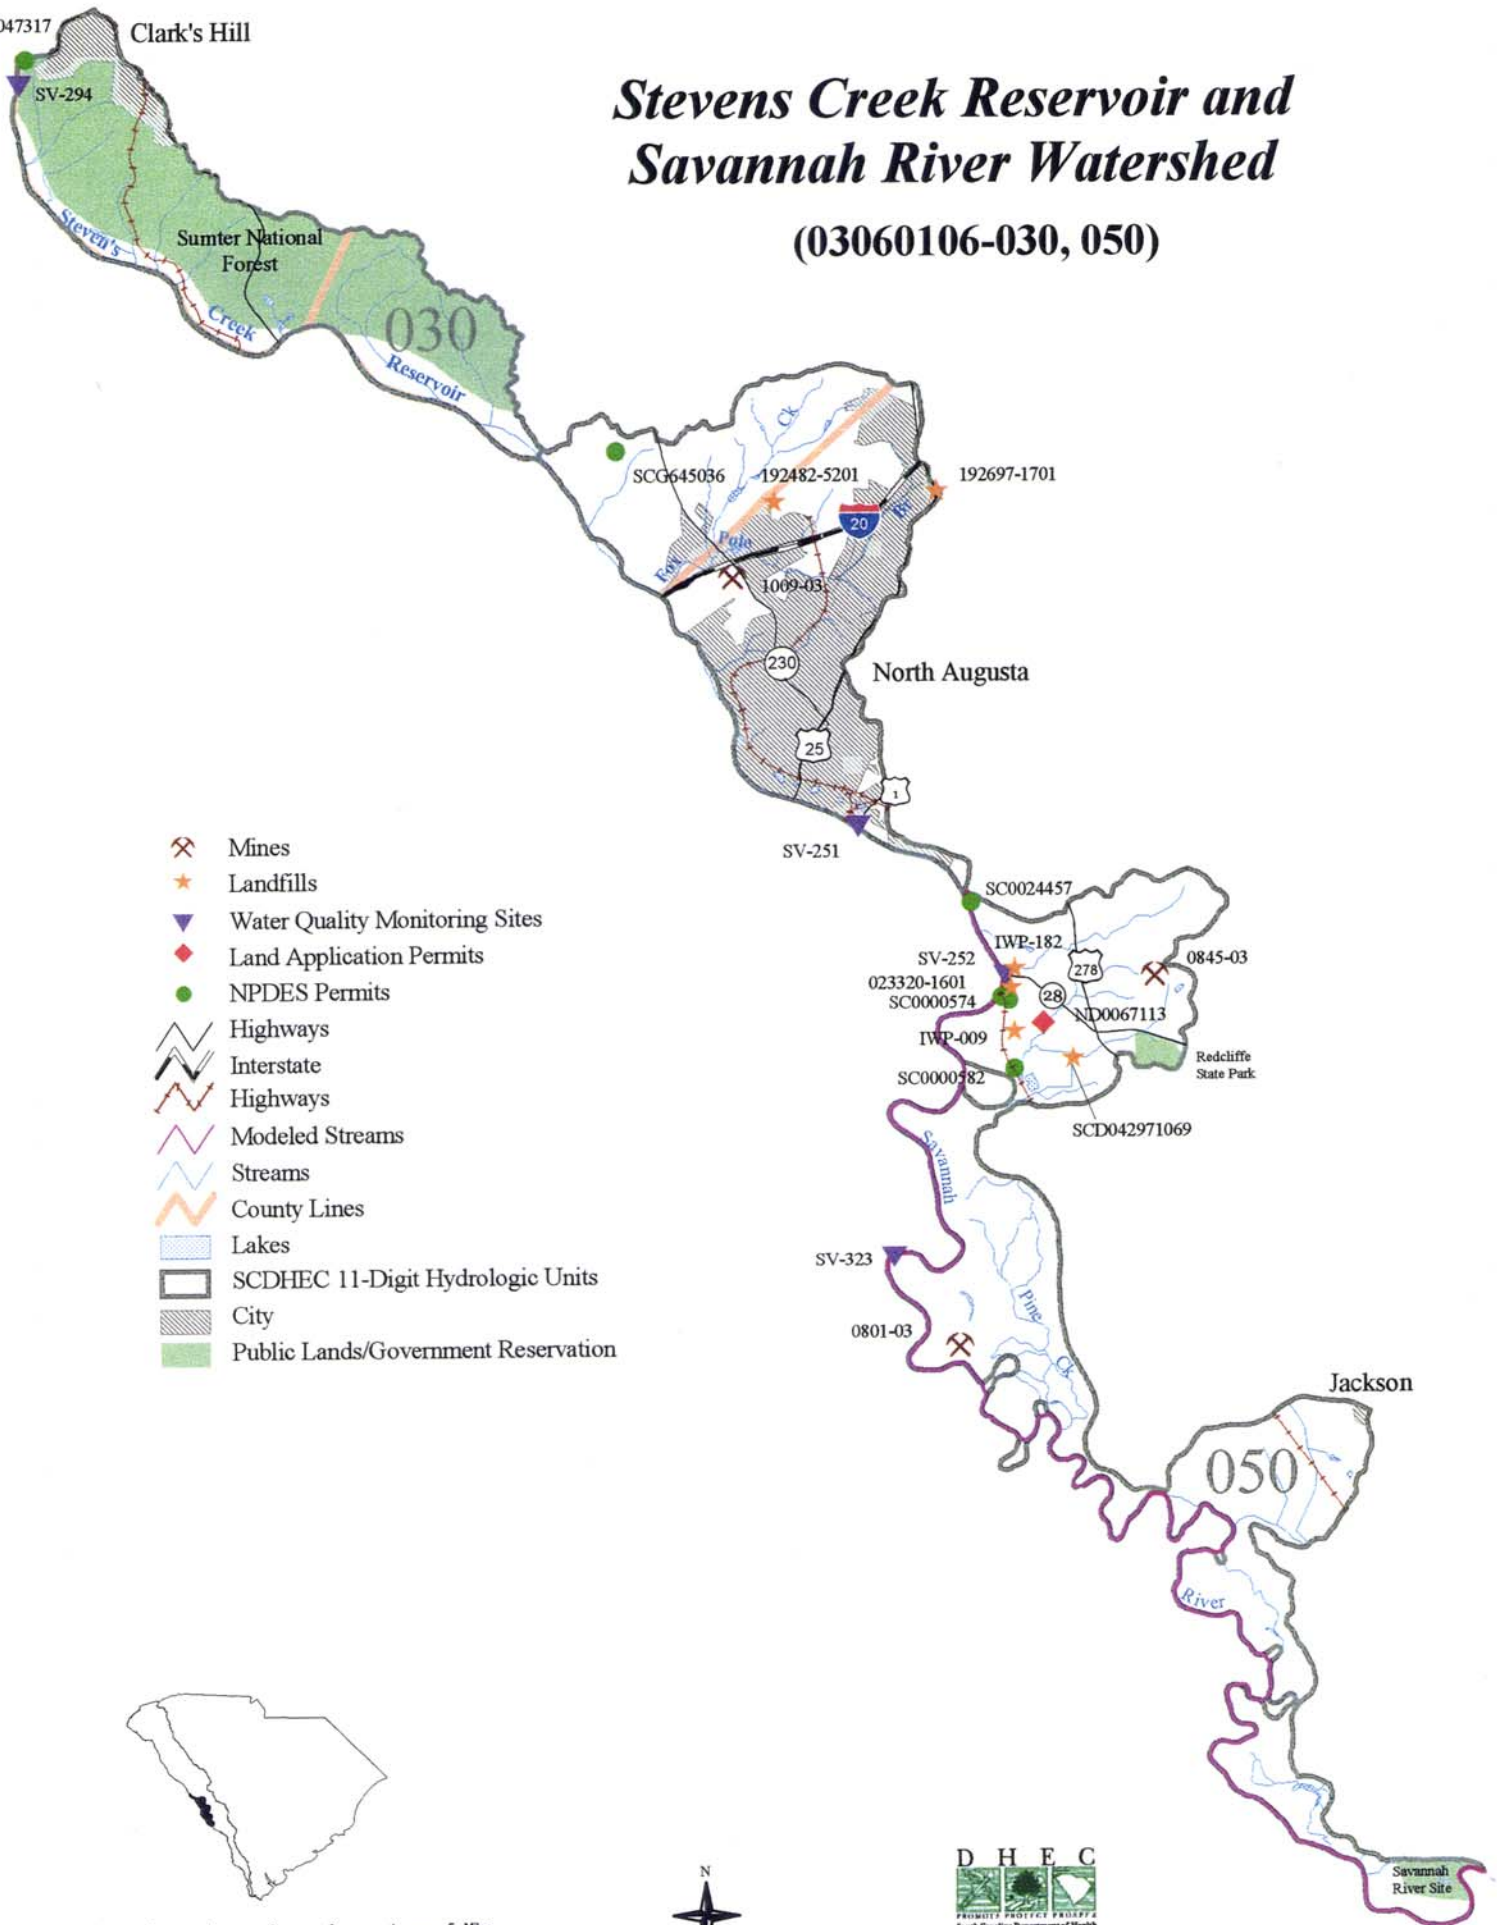 047317
Clark's Hill
SV-294
Stevens Creek Reservoir and
Savannah River Watershed
(03060106-030, 050)
Steven's
Sumter National
Forest
Creek
030
Reservoir
Ck
SCG645036
192482-5201
192697-1701
20
Br
Pole
Fox
1009-03
230
North Augusta
25
1
SV-251
Mines
Landfills
Water Quality Monitoring Sites
Land Application Permits
NPDES Permits
Highways
Interstate
Highways
Modeled Streams
Streams
County Lines
Lakes
SCDHEC 11-Digit Hydrologic Units
City
Public Lands/Government Reservation
SC0024457
IWP-182
SV-252
278
0845-03
023320-1601
SC0000574
28
ND0067113
IWP-009
Redcliffe
State Park
SC0000582
SCD042971069
Savannah
SV-323
Pine
0801-03
Ck
Jackson
050
River
Savannah
River Site
N
D H E C
PROMOTE PROTECT PROSPER